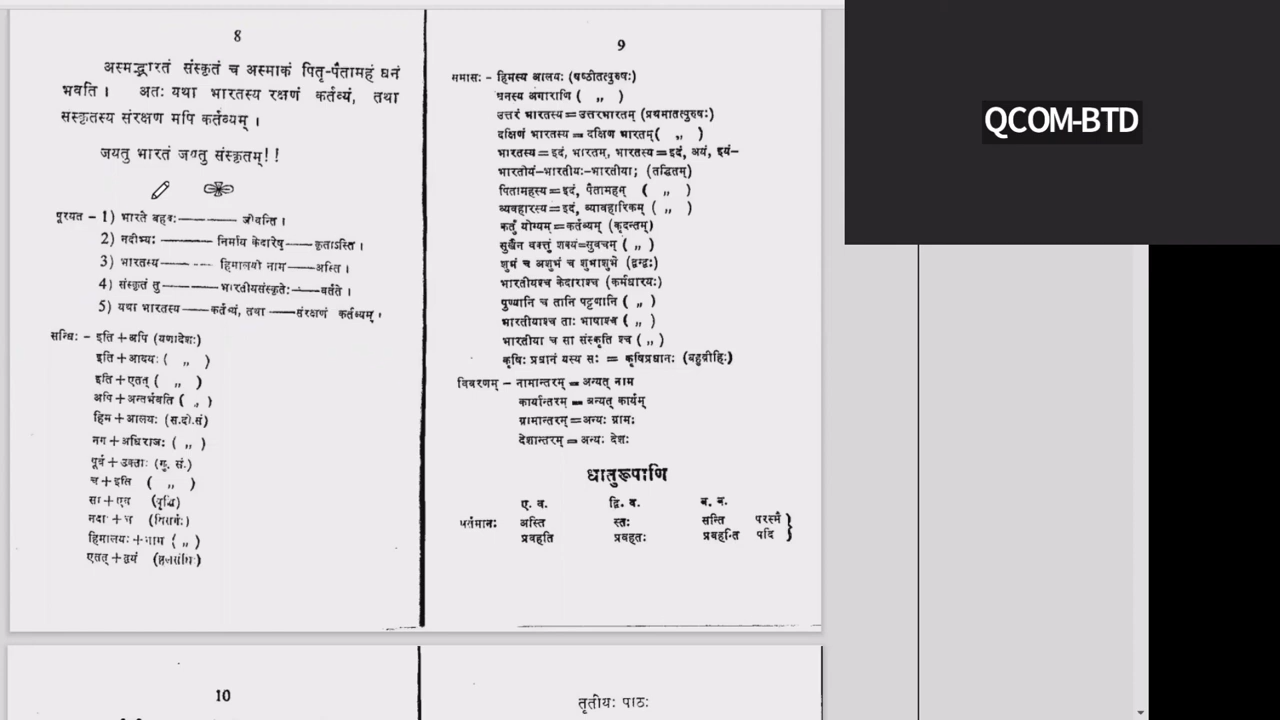 8
अस्मद्भारतं संस्कृतं च अस्माकं पितृ-पैतामहं धनं
भवति । अतः यथा भारतस्य रक्षणं कर्तव्यं, तथा
संस्कृतस्य संरक्षण मपि कर्तव्यम् ।
जयतु भारतं जयतु संस्कृतम्!!
पूरयत - 1) भारते बहवः——— जीवन्ति ।
2) नदीभ्यः ——— निर्माय केदारेषु ——कृताऽस्ति ।
3) भारतस्य—— --- हिमालयो नाम ——अस्ति ।
4) संस्कृतं तु ——— भारतीयसंस्कृतेः——वर्तते ।
5) यथा भारतस्य ——कर्तव्यं, तथा ——संरक्षणं कर्तव्यम् ।
सन्धिः - इति+अपि (यणादेशः)
इति+आदयः ( ,, )
इति+एतत् ( ,, )
अपि+अन्तर्भवति ( ,, )
हिम+आलयः (स.दी.सं)
नग+अधिराजः ( ,, )
पूर्व+उक्ताः (गु. सं.)
च+इति ( ,, )
सा+एव (वृद्धि)
हिमालयः+नाम ( ,, )
एतत्+द्वयं
9
समासः - हिमस्य आलयः (षष्ठीतत्पुरुषः)
धनस्य अगाराणि ( ,, )
उत्तरं भारतस्य=उत्तरभारतम् (प्रथमातत्पुरुषः)
दक्षिणं भारतस्य=दक्षिण भारतम्( ,, )
भारतस्य=इदं, भारतम्, भारतस्य=इदं, अयं, इयं-
भारतीयं-भारतीयः-भारतीया; (तद्धितम्)
पितामहस्य=इदं, पैतामहम् ( ,, )
व्यवहारस्य=इदं, व्यावहारिकम् ( ,, )
कर्तुं योग्यम्=कर्तव्यम् (कृदन्तम्)
सुखेन वक्तुं शक्यं=सुवचम् ( ,, )
शुभं च अशुभं च शुभाशुभे (द्वन्द्वः)
भारतीयश्च केदाराश्च (कर्मधारयः)
पुण्यानि च तानि पट्टणानि ( ,, )
भारतीयाश्च ताः भाषाश्च ( ,, )
भारतीया च सा संस्कृति श्च ( ,, )
कृषिः प्रधानं यस्य सः = कृषिप्रधानः (बहुव्रीहिः)
विवरणम् - नामान्तरम् = अन्यत् नाम
कार्यान्तरम् = अन्यत् कार्यम्
ग्रामान्तरम्=अन्यः ग्रामः
देशान्तरम् = अन्यः देशः
धातुरूपाणि
ए. व. द्वि. व. ब. व.
वर्तमानः अस्ति स्तः सन्ति परस्मै
प्रवहति प्रवहतः प्रवहन्ति पदि
10
तृतीयः पाठः
QCOM-BTD